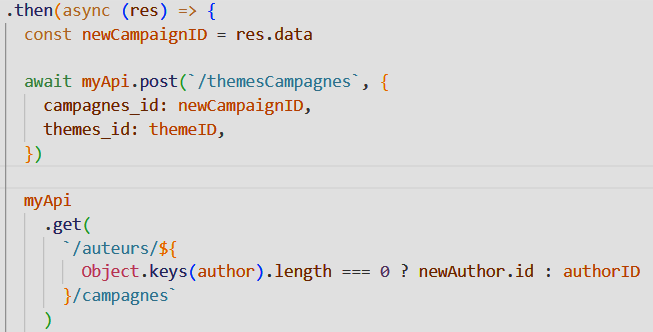 .then(async (res) => {
const newCampaignID = res.data
await myApi.post(`/themesCampagnes`, {
campagnes_id: newCampaignID,
themes_id: themeID,
})
myApi
.get(
`/auteurs/${
Object.keys(author).length === 0 ? newAuthor.id : authorID
}/campagnes`
)